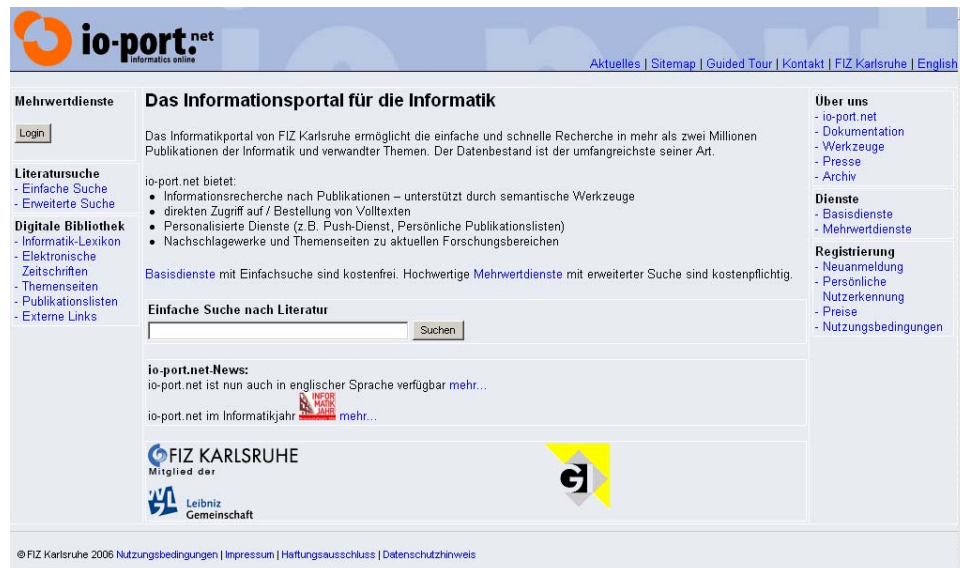 io-port.net
informatics online
Aktuelles | Sitemap | Guided Tour | Kontakt | FIZ Karlsruhe | English
Mehrwertdienste
Login
Literatursuche
- Einfache Suche
- Erweiterte Suche
Digitale Bibliothek
- Informatik-Lexikon
- Elektronische
Zeitschriften
- Themenseiten
- Publikationslisten
- Externe Links
Das Informationsportal für die Informatik
Das Informatikportal von FIZ Karlsruhe ermöglicht die einfache und schnelle Recherche in mehr als zwei Millionen
Publikationen der Informatik und verwandter Themen. Der Datenbestand ist der umfangreichste seiner Art.
io-port.net bietet:
• Informationsrecherche nach Publikationen – unterstützt durch semantische Werkzeuge
• direkten Zugriff auf / Bestellung von Volltexten
• Personalisierte Dienste (z.B. Push-Dienst, Persönliche Publikationslisten)
• Nachschlagewerke und Themenseiten zu aktuellen Forschungsbereichen
Basisdienste mit Einfachsuche sind kostenfrei. Hochwertige Mehrwertdienste mit erweiterter Suche sind kostenpflichtig.
Einfache Suche nach Literatur
Suchen
io-port.net-News:
io-port.net ist nun auch in englischer Sprache verfügbar mehr...
io-port.net im Informatikjahr INFOR MATIK JAHR mehr...
FIZ KARLSRUHE
Mitglied der
Leibniz
Gemeinschaft
GI
Über uns
- io-port.net
- Dokumentation
- Werkzeuge
- Presse
- Archiv
Dienste
- Basisdienste
- Mehrwertdienste
Registrierung
- Neuanmeldung
- Persönliche
Nutzerkennung
- Preise
- Nutzungsbedingungen
© FIZ Karlsruhe 2006 Nutzungsbedingungen | Impressum | Haftungsausschluss | Datenschutzhinweis